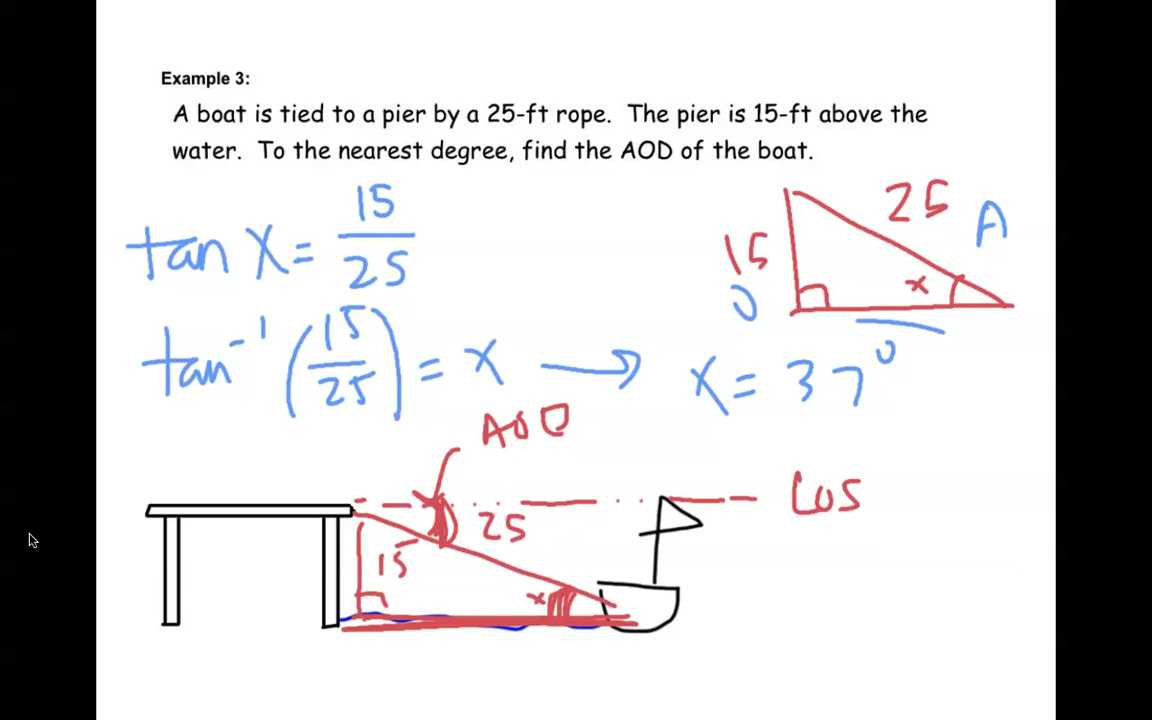 Example 3:
A boat is tied to a pier by a 25-ft rope. The pier is 15-ft above the
water. To the nearest degree, find the AOD of the boat.
tan x = 15/25
25 A
15
O
x
tan⁻¹ (15/25) = x → x = 37°
AOD
LOS
25
15
x